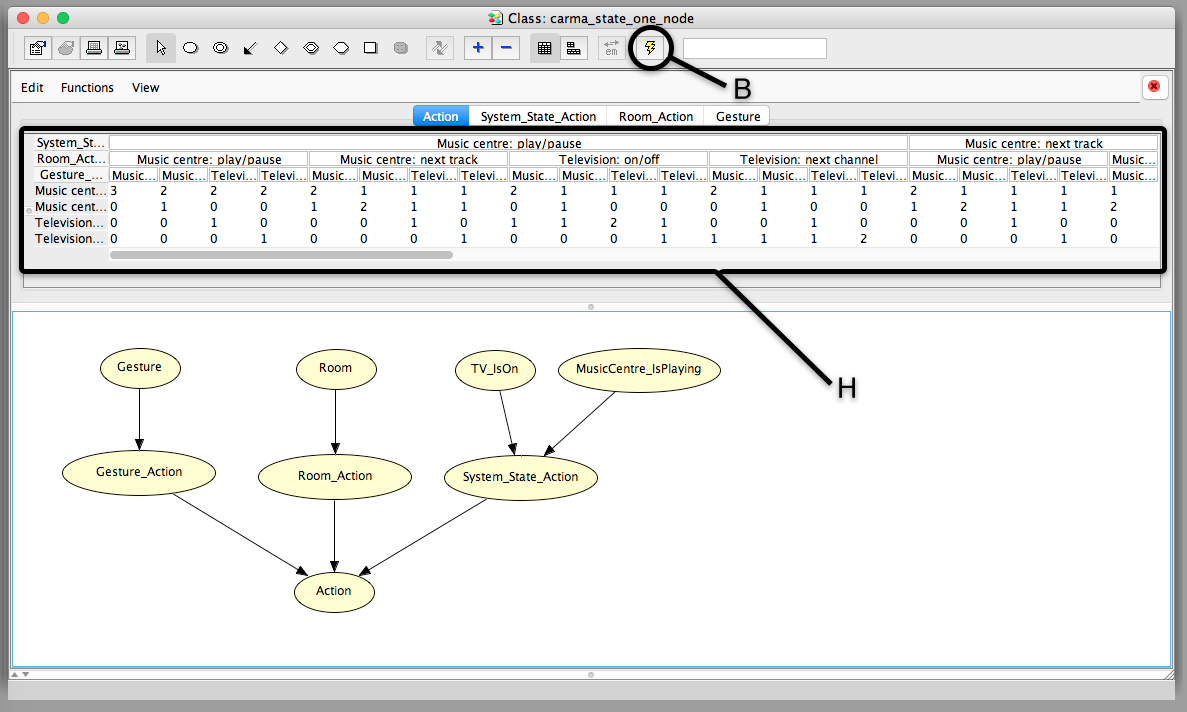 Class: carma_state_one_node
em
B
Edit Functions View
Action System_State_Action Room_Action Gesture
System_St... Music centre: play/pause Music centre: next track
Room_Act... Music centre: play/pause Music centre: next track Television: on/off Television: next channel Music centre: play/pause Music...
Gesture_... Music... Music... Televi... Televi... Music... Music... Televi... Televi... Music... Music... Televi... Televi... Music... Music... Televi... Televi... Music... Music... Televi... Televi... Music...
Music cent... 3 2 2 2 2 1 1 1 2 1 1 1 2 1 1 1 2 1 1 1 1
Music cent... 0 1 0 0 1 2 1 1 0 1 0 0 0 1 0 0 1 2 1 1 2
Television... 0 0 1 0 0 0 1 0 1 1 2 1 0 0 1 0 0 0 1 0 0
Television... 0 0 0 1 0 0 0 1 0 0 0 1 1 1 1 2 0 0 0 1 0
H
Gesture Room TV_IsOn MusicCentre_IsPlaying
Gesture_Action Room_Action System_State_Action
Action